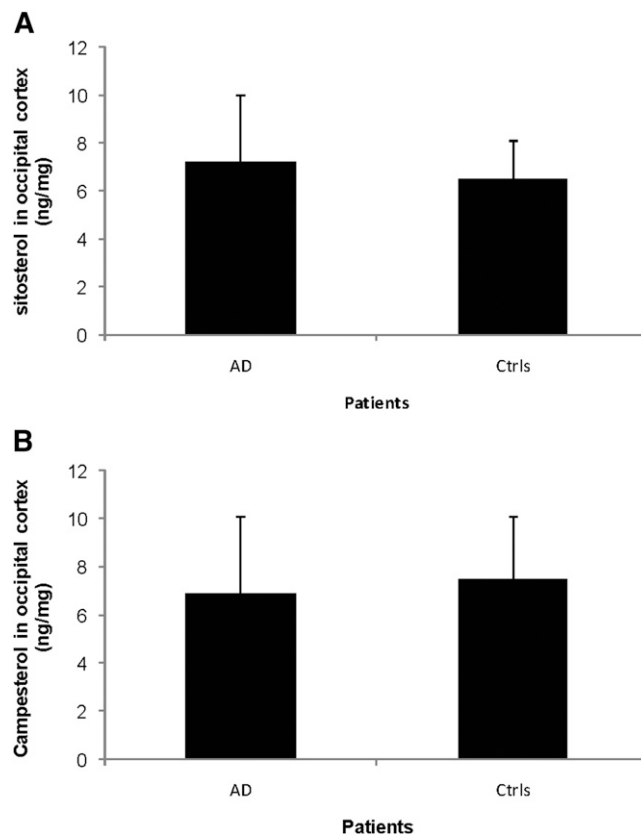 A
sitosterol in occipital cortex
(ng/mg)
12
10
8
6
4
2
0
AD
Ctrls
Patients
B
Campesterol in occipital cortex
(ng/mg)
12
10
8
6
4
2
0
AD
Ctrls
Patients